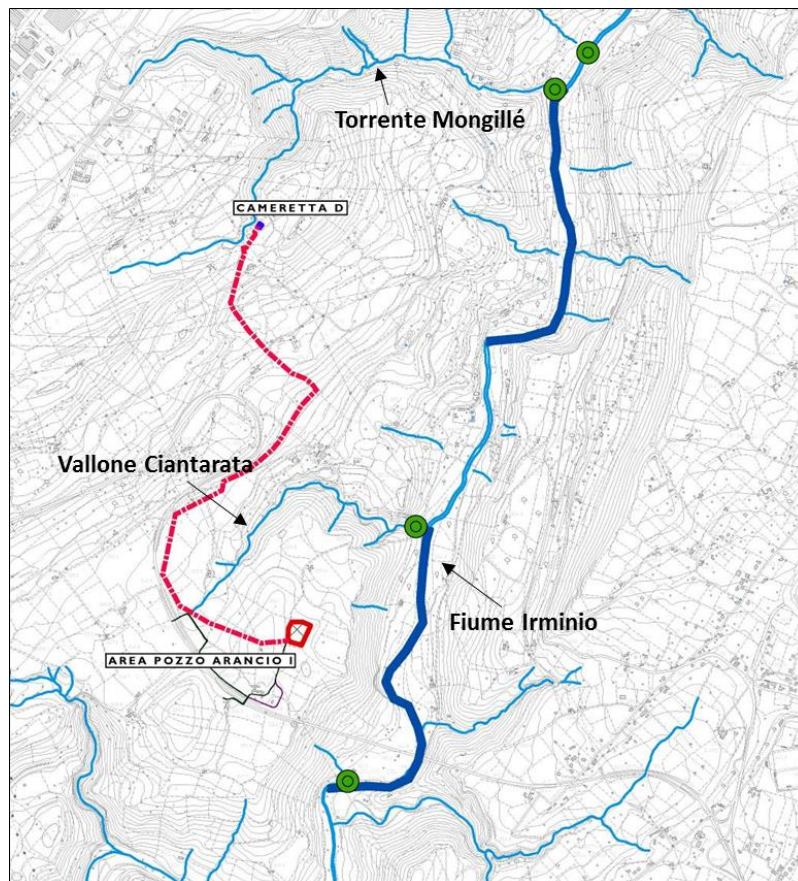 Torrente Mongillé
CAMERETTA D
Vallone Ciantarata
Fiume Irminio
AREA POZZO ARANCIO I